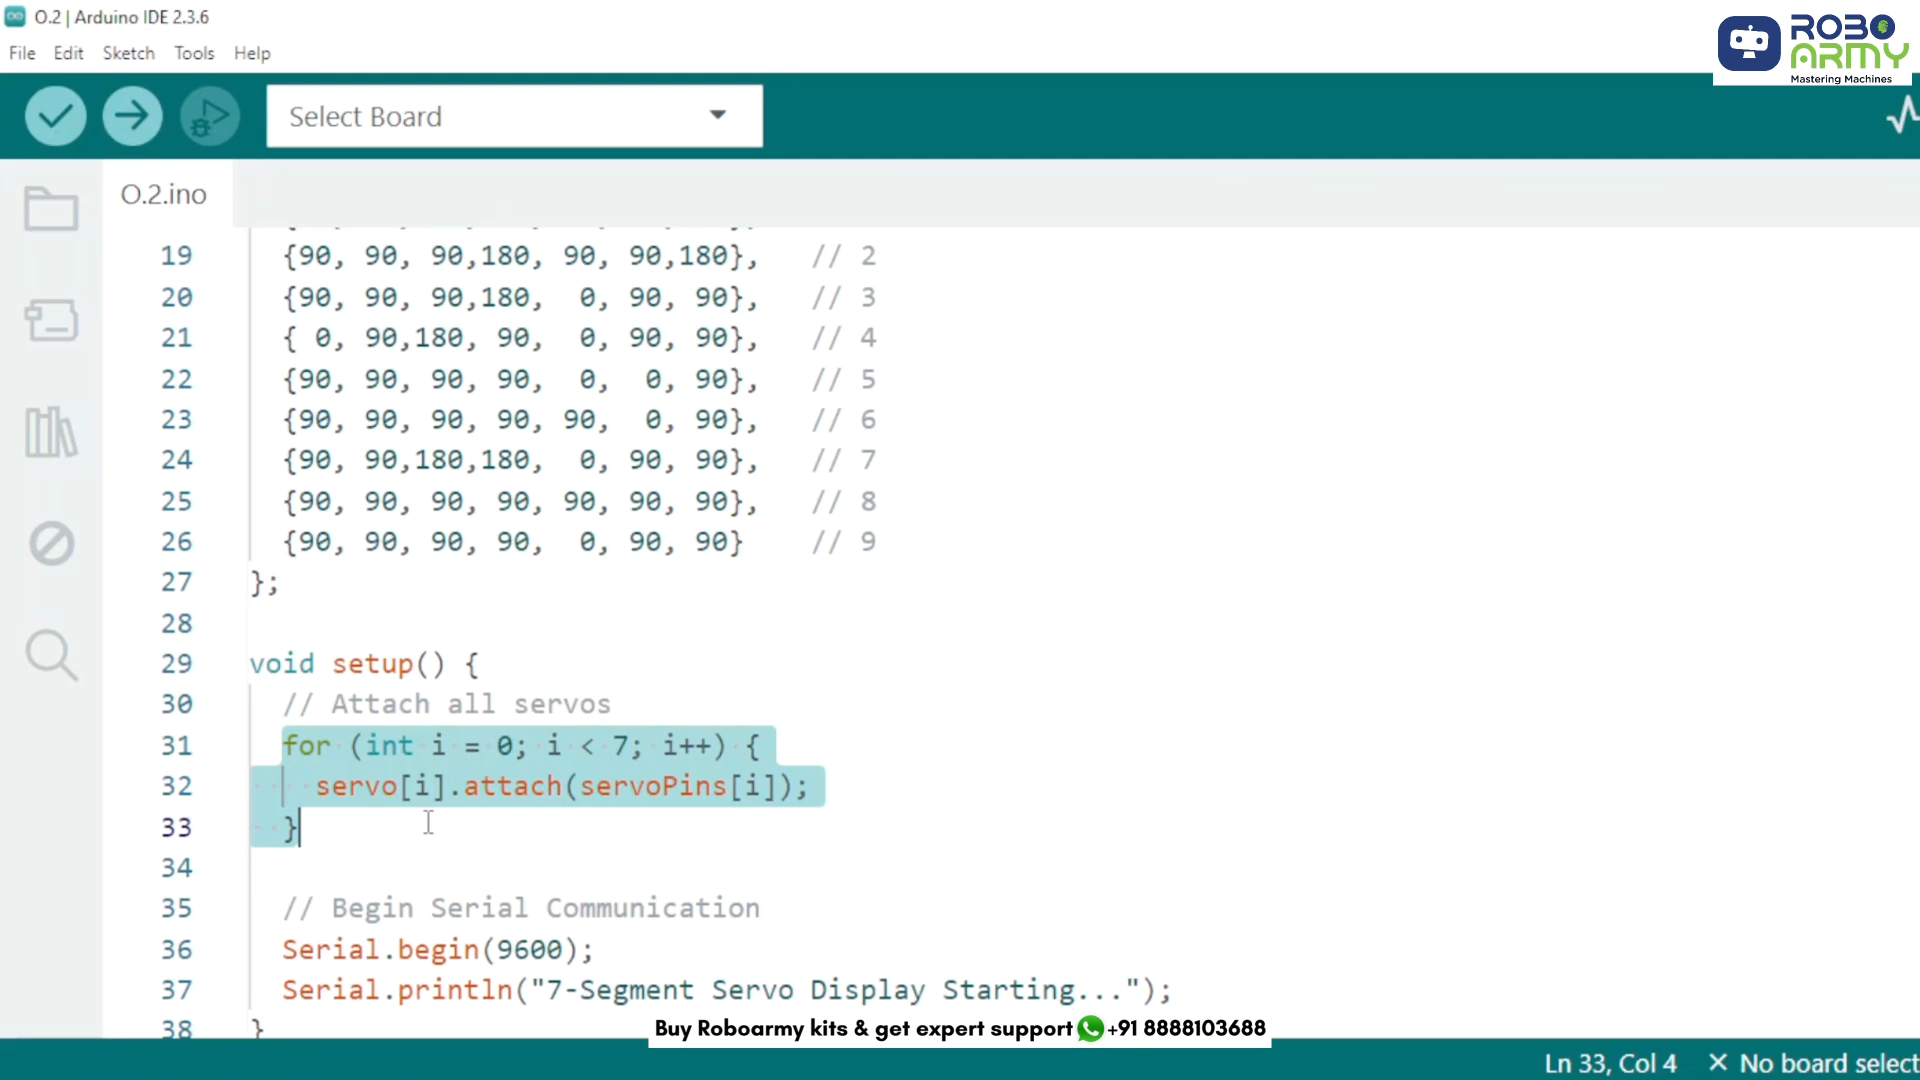 O.2 | Arduino IDE 2.3.6
File Edit Sketch Tools Help
ROBO
ARMY
Mastering Machines
Select Board
O.2.ino
19 {90, 90, 90,180, 90, 90,180}, // 2
20 {90, 90, 90,180, 0, 90, 90}, // 3
21 { 0, 90,180, 90, 0, 90, 90}, // 4
22 {90, 90, 90, 90, 0, 0, 90}, // 5
23 {90, 90, 90, 90, 90, 0, 90}, // 6
24 {90, 90,180,180, 0, 90, 90}, // 7
25 {90, 90, 90, 90, 90, 90, 90}, // 8
26 {90, 90, 90, 90, 0, 90, 90} // 9
27 };
28
29 void setup() {
30 // Attach all servos
31 for (int i = 0; i < 7; i++) {
32 servo[i].attach(servoPins[i]);
33 }
34
35 // Begin Serial Communication
36 Serial.begin(9600);
37 Serial.println("7-Segment Servo Display Starting...");
38 }
Buy Roboarmy kits & get expert support +91 8888103688
Ln 33, Col 4 × No board select